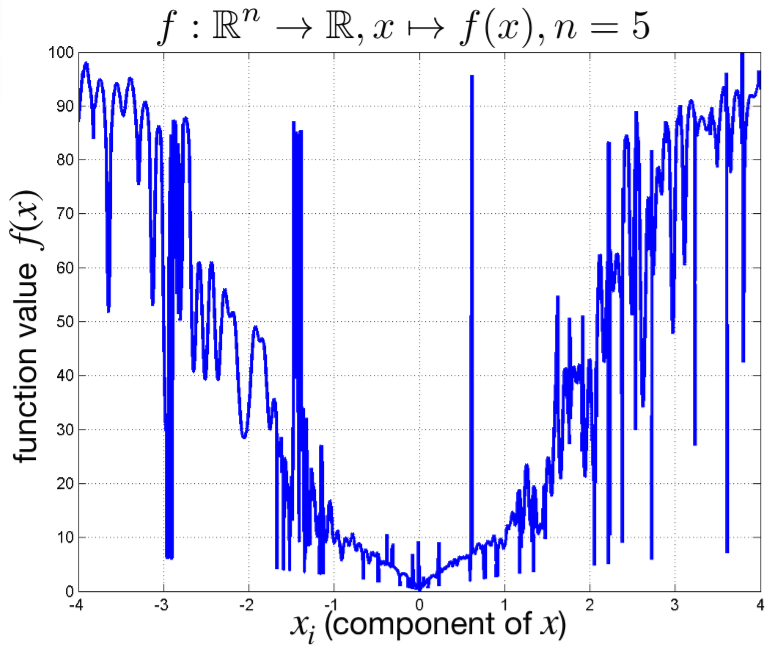 f : ℝⁿ → ℝ, x ↦ f(x), n = 5
function value f(x)
100
90
80
70
60
50
40
30
20
10
0
-4 -3 -2 -1 0 1 2 3 4
xᵢ (component of x)